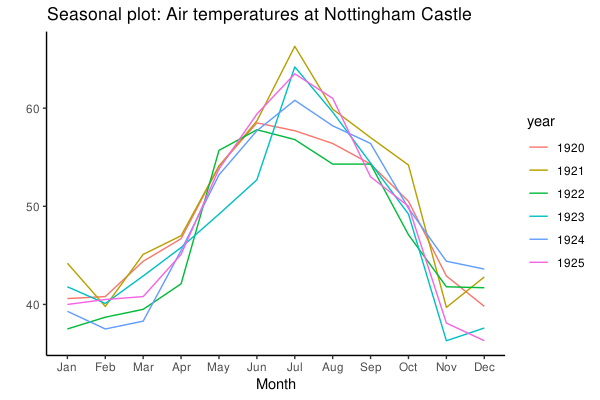 Seasonal plot: Air temperatures at Nottingham Castle
60
50
40
Jan Feb Mar Apr May Jun Jul Aug Sep Oct Nov Dec
Month
year
1920
1921
1922
1923
1924
1925